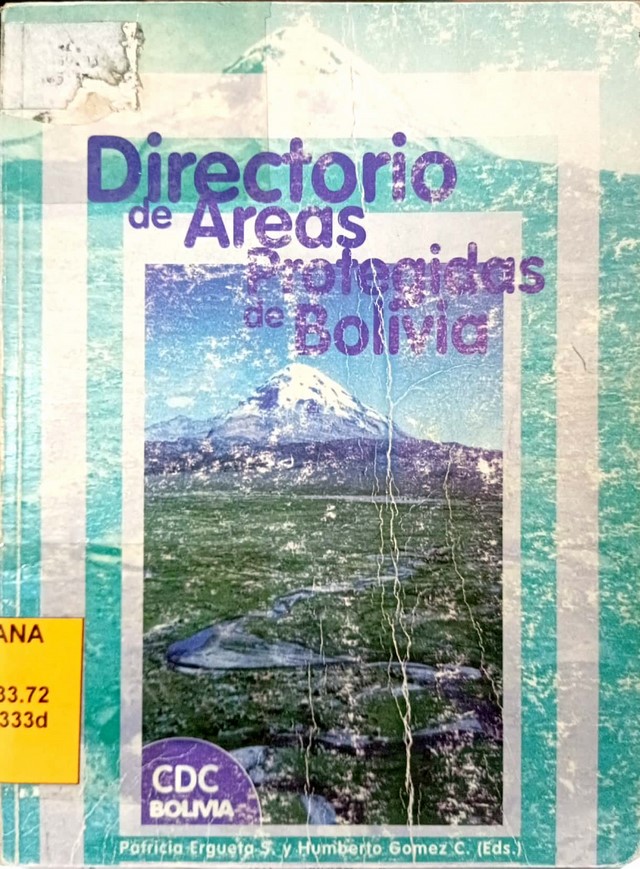 Directorio
de Areas
Protegidas
de Bolivia
ANA
33.72
333d
CDC
BOLIVIA
Patricia Ergueta S. y Humberto Gomez C. (Eds.)